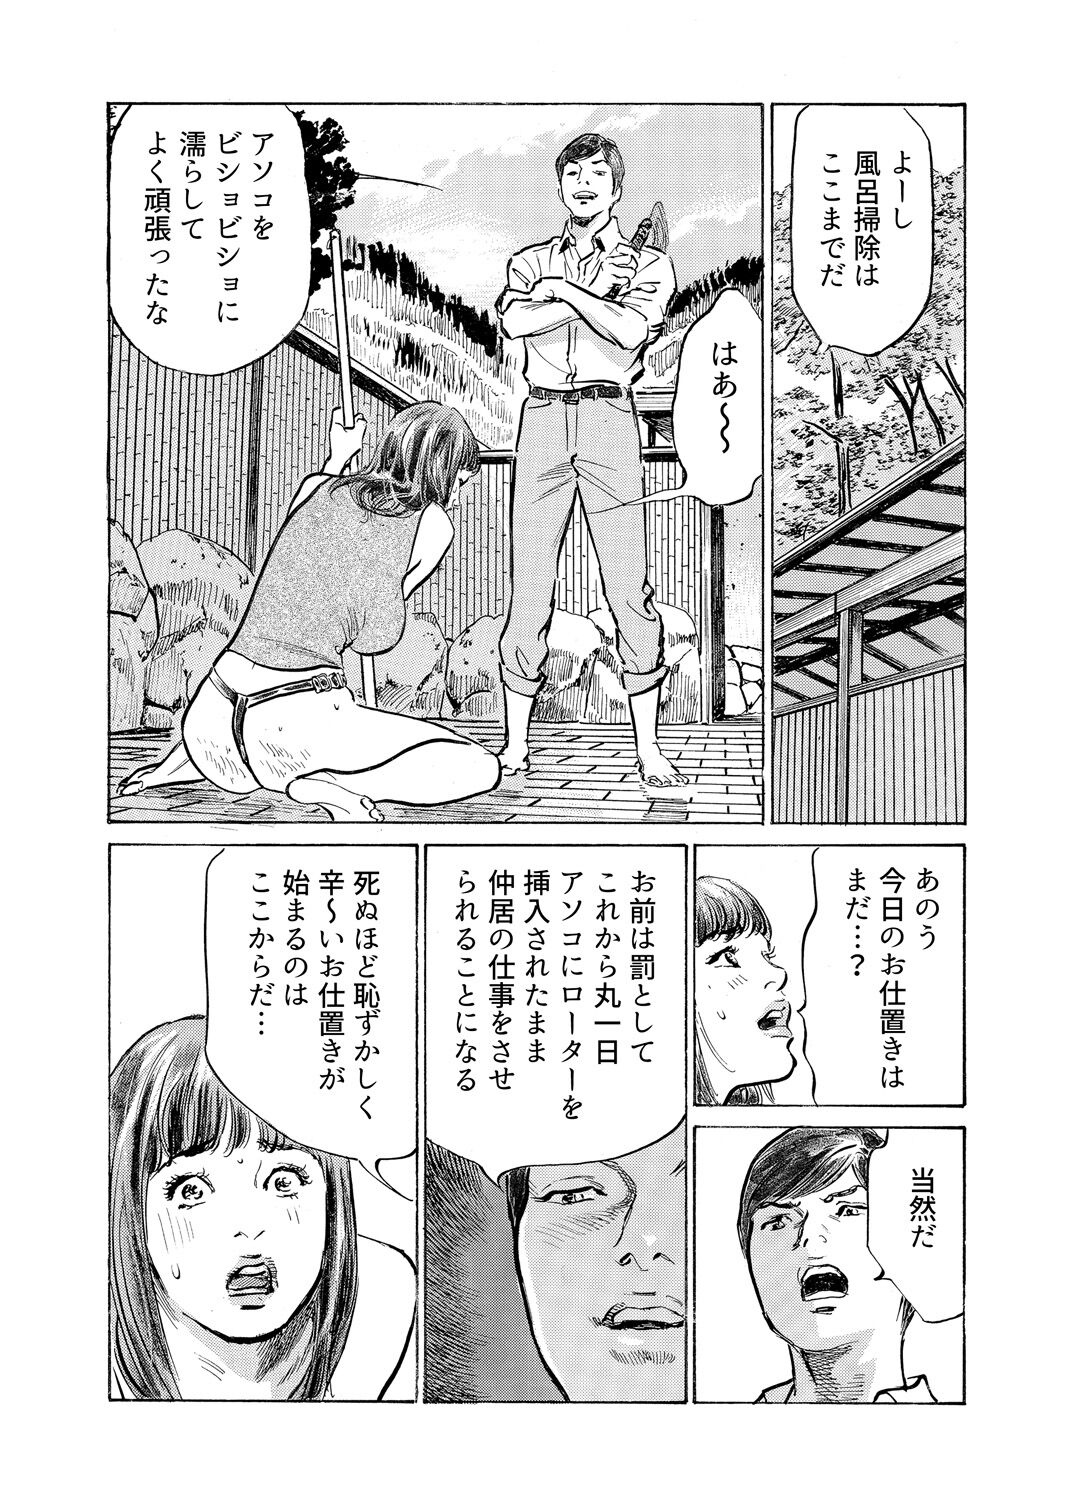 よーし
風呂掃除は
ここまでだ
はあ〜
アソコを
ビショビショに
濡らして
よく頑張ったな
あのう
今日のお仕置きは
まだ…？
当然だ
お前は罰として
これから丸一日
アソコにローターを
挿入されたまま
仲居の仕事をさせ
られることになる
死ぬほど恥ずかしく
辛〜いお仕置きが
始まるのは
ここからだ…